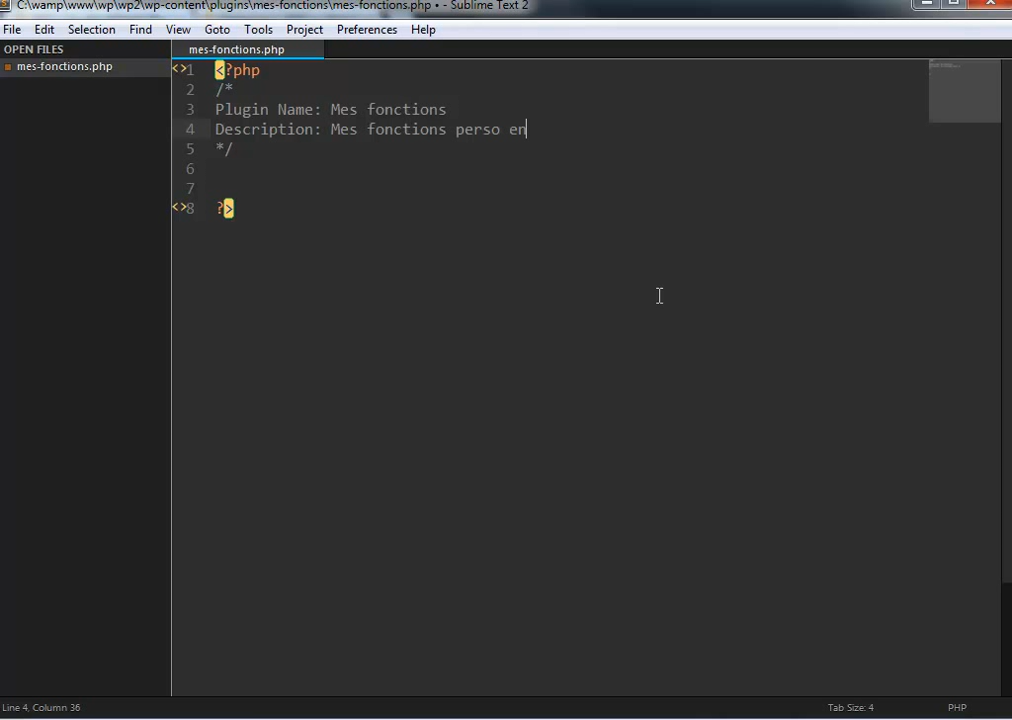 C:\wamp\www\wp\wp2\wp-content\plugins\mes-fonctions\mes-fonctions.php • - Sublime Text 2
File Edit Selection Find View Goto Tools Project Preferences Help
OPEN FILES
mes-fonctions.php
mes-fonctions.php
1 <?php
2 /*
3 Plugin Name: Mes fonctions
4 Description: Mes fonctions perso en
5 */
6
7
8 ?>
Line 4, Column 36
Tab Size: 4
PHP